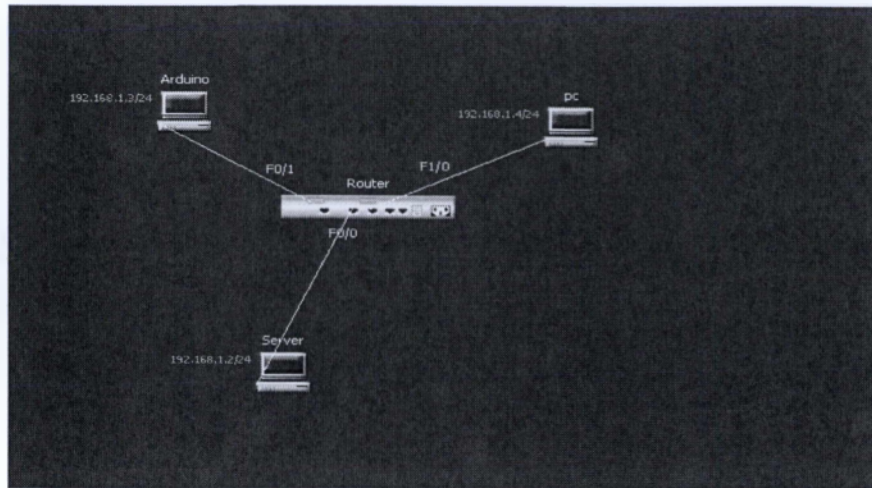 Arduino
192.168.1.3/24
pc
192.168.1.4/24
F0/1
F1/0
Router
F0/0
Server
192.168.1.2/24